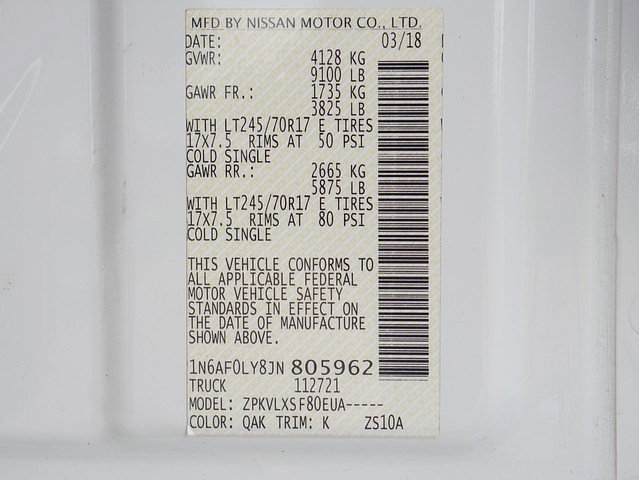 MFD BY NISSAN MOTOR CO., LTD.
DATE: 03/18
GVWR: 4128 KG
9100 LB
GAWR FR.: 1735 KG
3825 LB
WITH LT245/70R17 E TIRES
17X7.5 RIMS AT 50 PSI
COLD SINGLE
GAWR RR.: 2665 KG
5875 LB
WITH LT245/70R17 E TIRES
17X7.5 RIMS AT 80 PSI
COLD SINGLE
THIS VEHICLE CONFORMS TO
ALL APPLICABLE FEDERAL
MOTOR VEHICLE SAFETY
STANDARDS IN EFFECT ON
THE DATE OF MANUFACTURE
SHOWN ABOVE.
1N6AF0LY8JN 805962
TRUCK 112721
MODEL: ZPKVLXSF80EUA-----
COLOR: QAK TRIM: K ZS10A